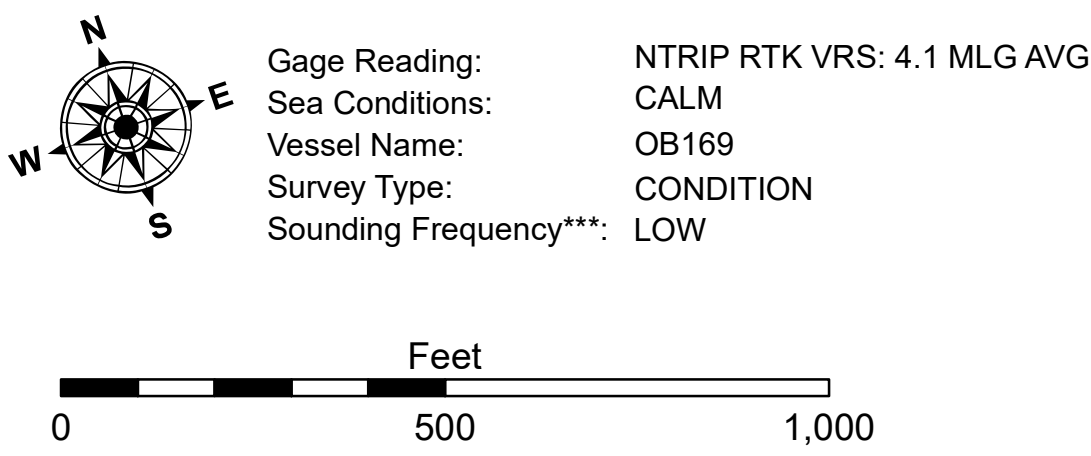 N
E
W
S
Gage Reading: NTRIP RTK VRS: 4.1 MLG AVG
Sea Conditions: CALM
Vessel Name: OB169
Survey Type: CONDITION
Sounding Frequency***: LOW
Feet
0 500 1,000